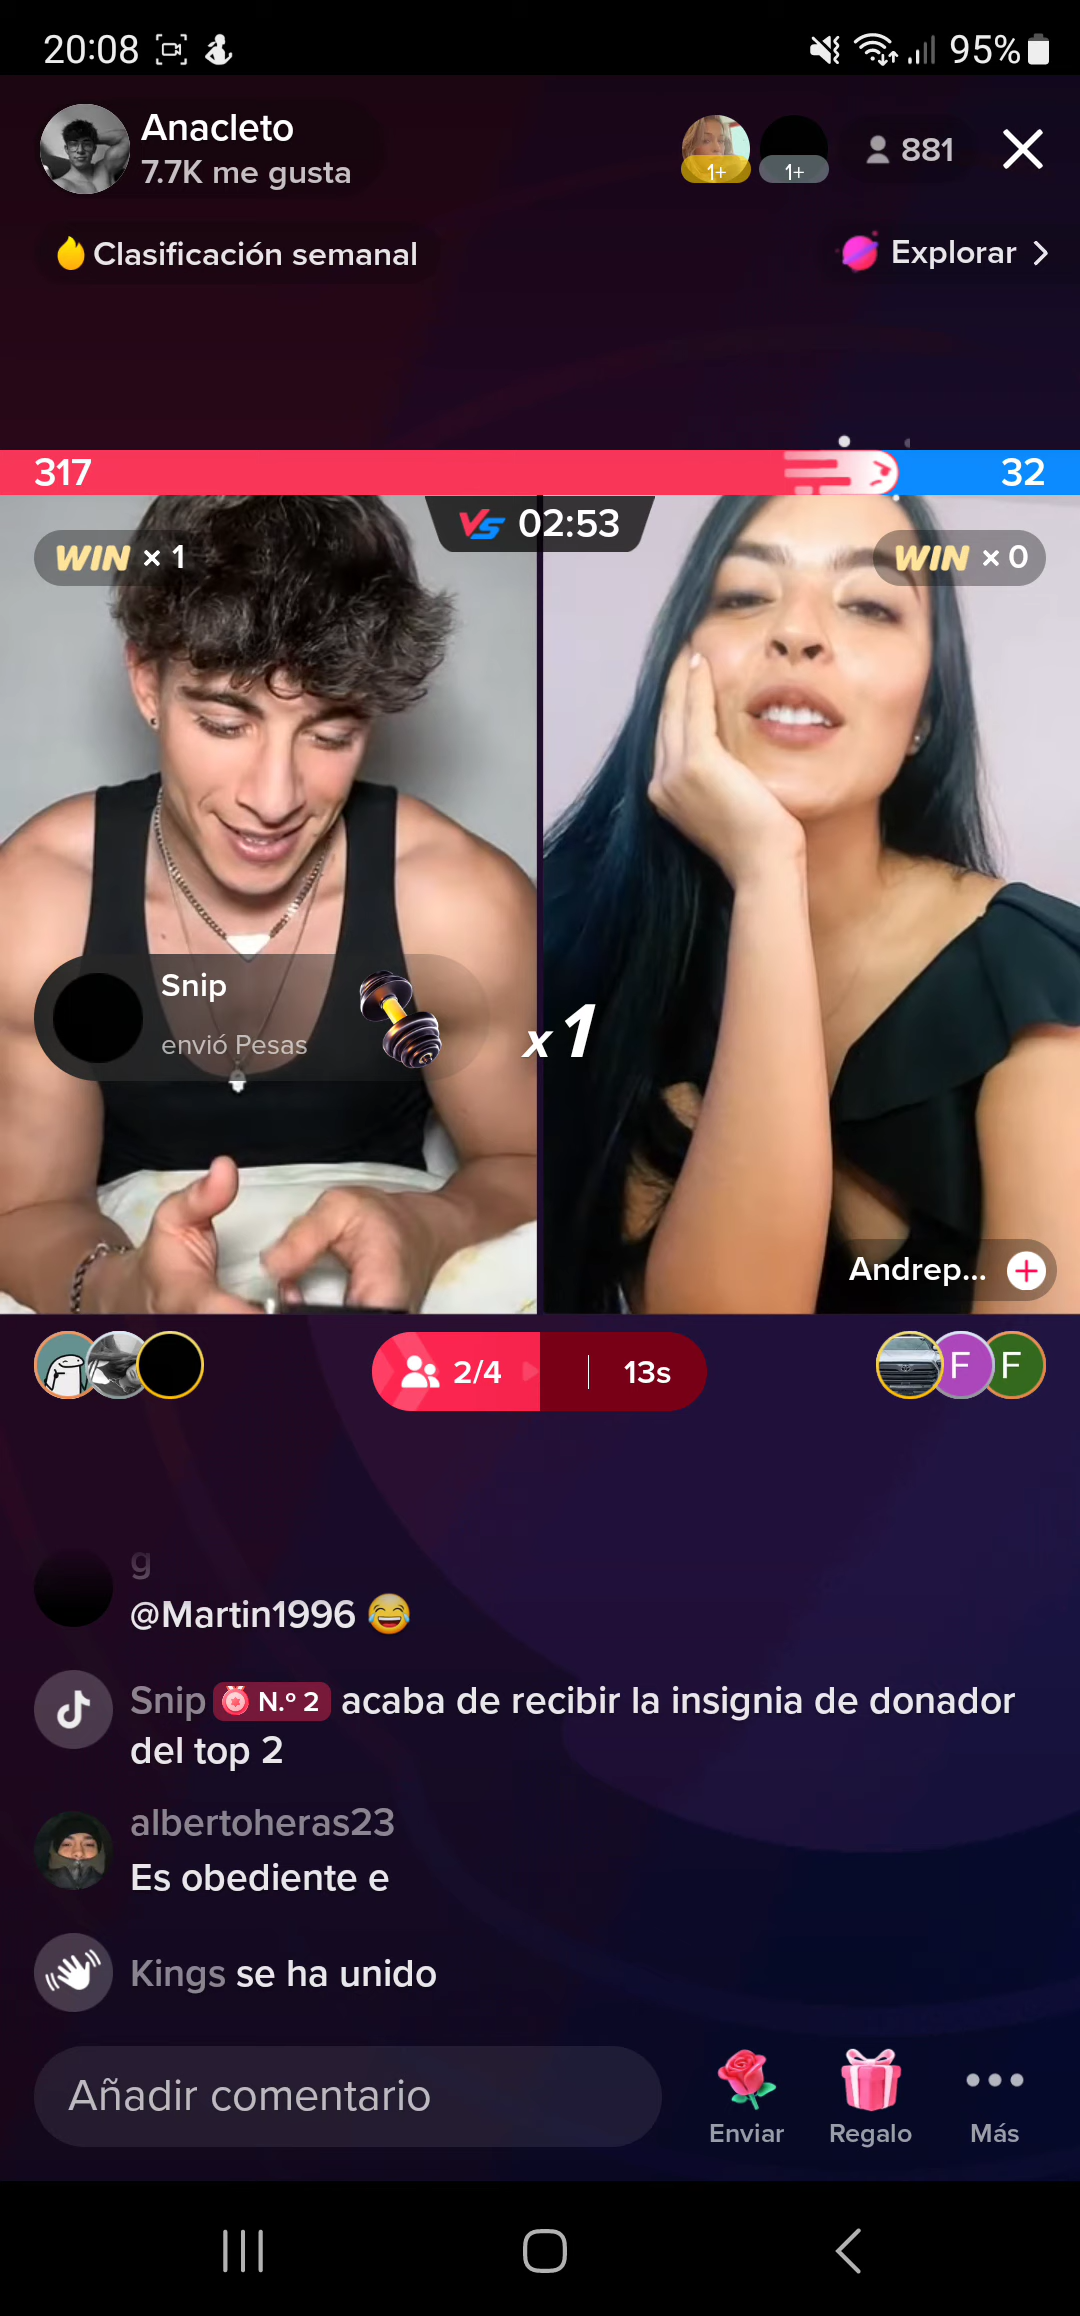 20:08
95%
Anacleto
7.7K me gusta
1+
1+
881
Clasificación semanal
Explorar
317
32
VS 02:53
WIN × 1
WIN × 0
Snip
envió Pesas
x1
Andrep...
2/4
13s
F
F
g
@Martin1996 😂
Snip N.º 2 acaba de recibir la insignia de donador
del top 2
albertoheras23
Es obediente e
Kings se ha unido
Añadir comentario
Enviar
Regalo
Más